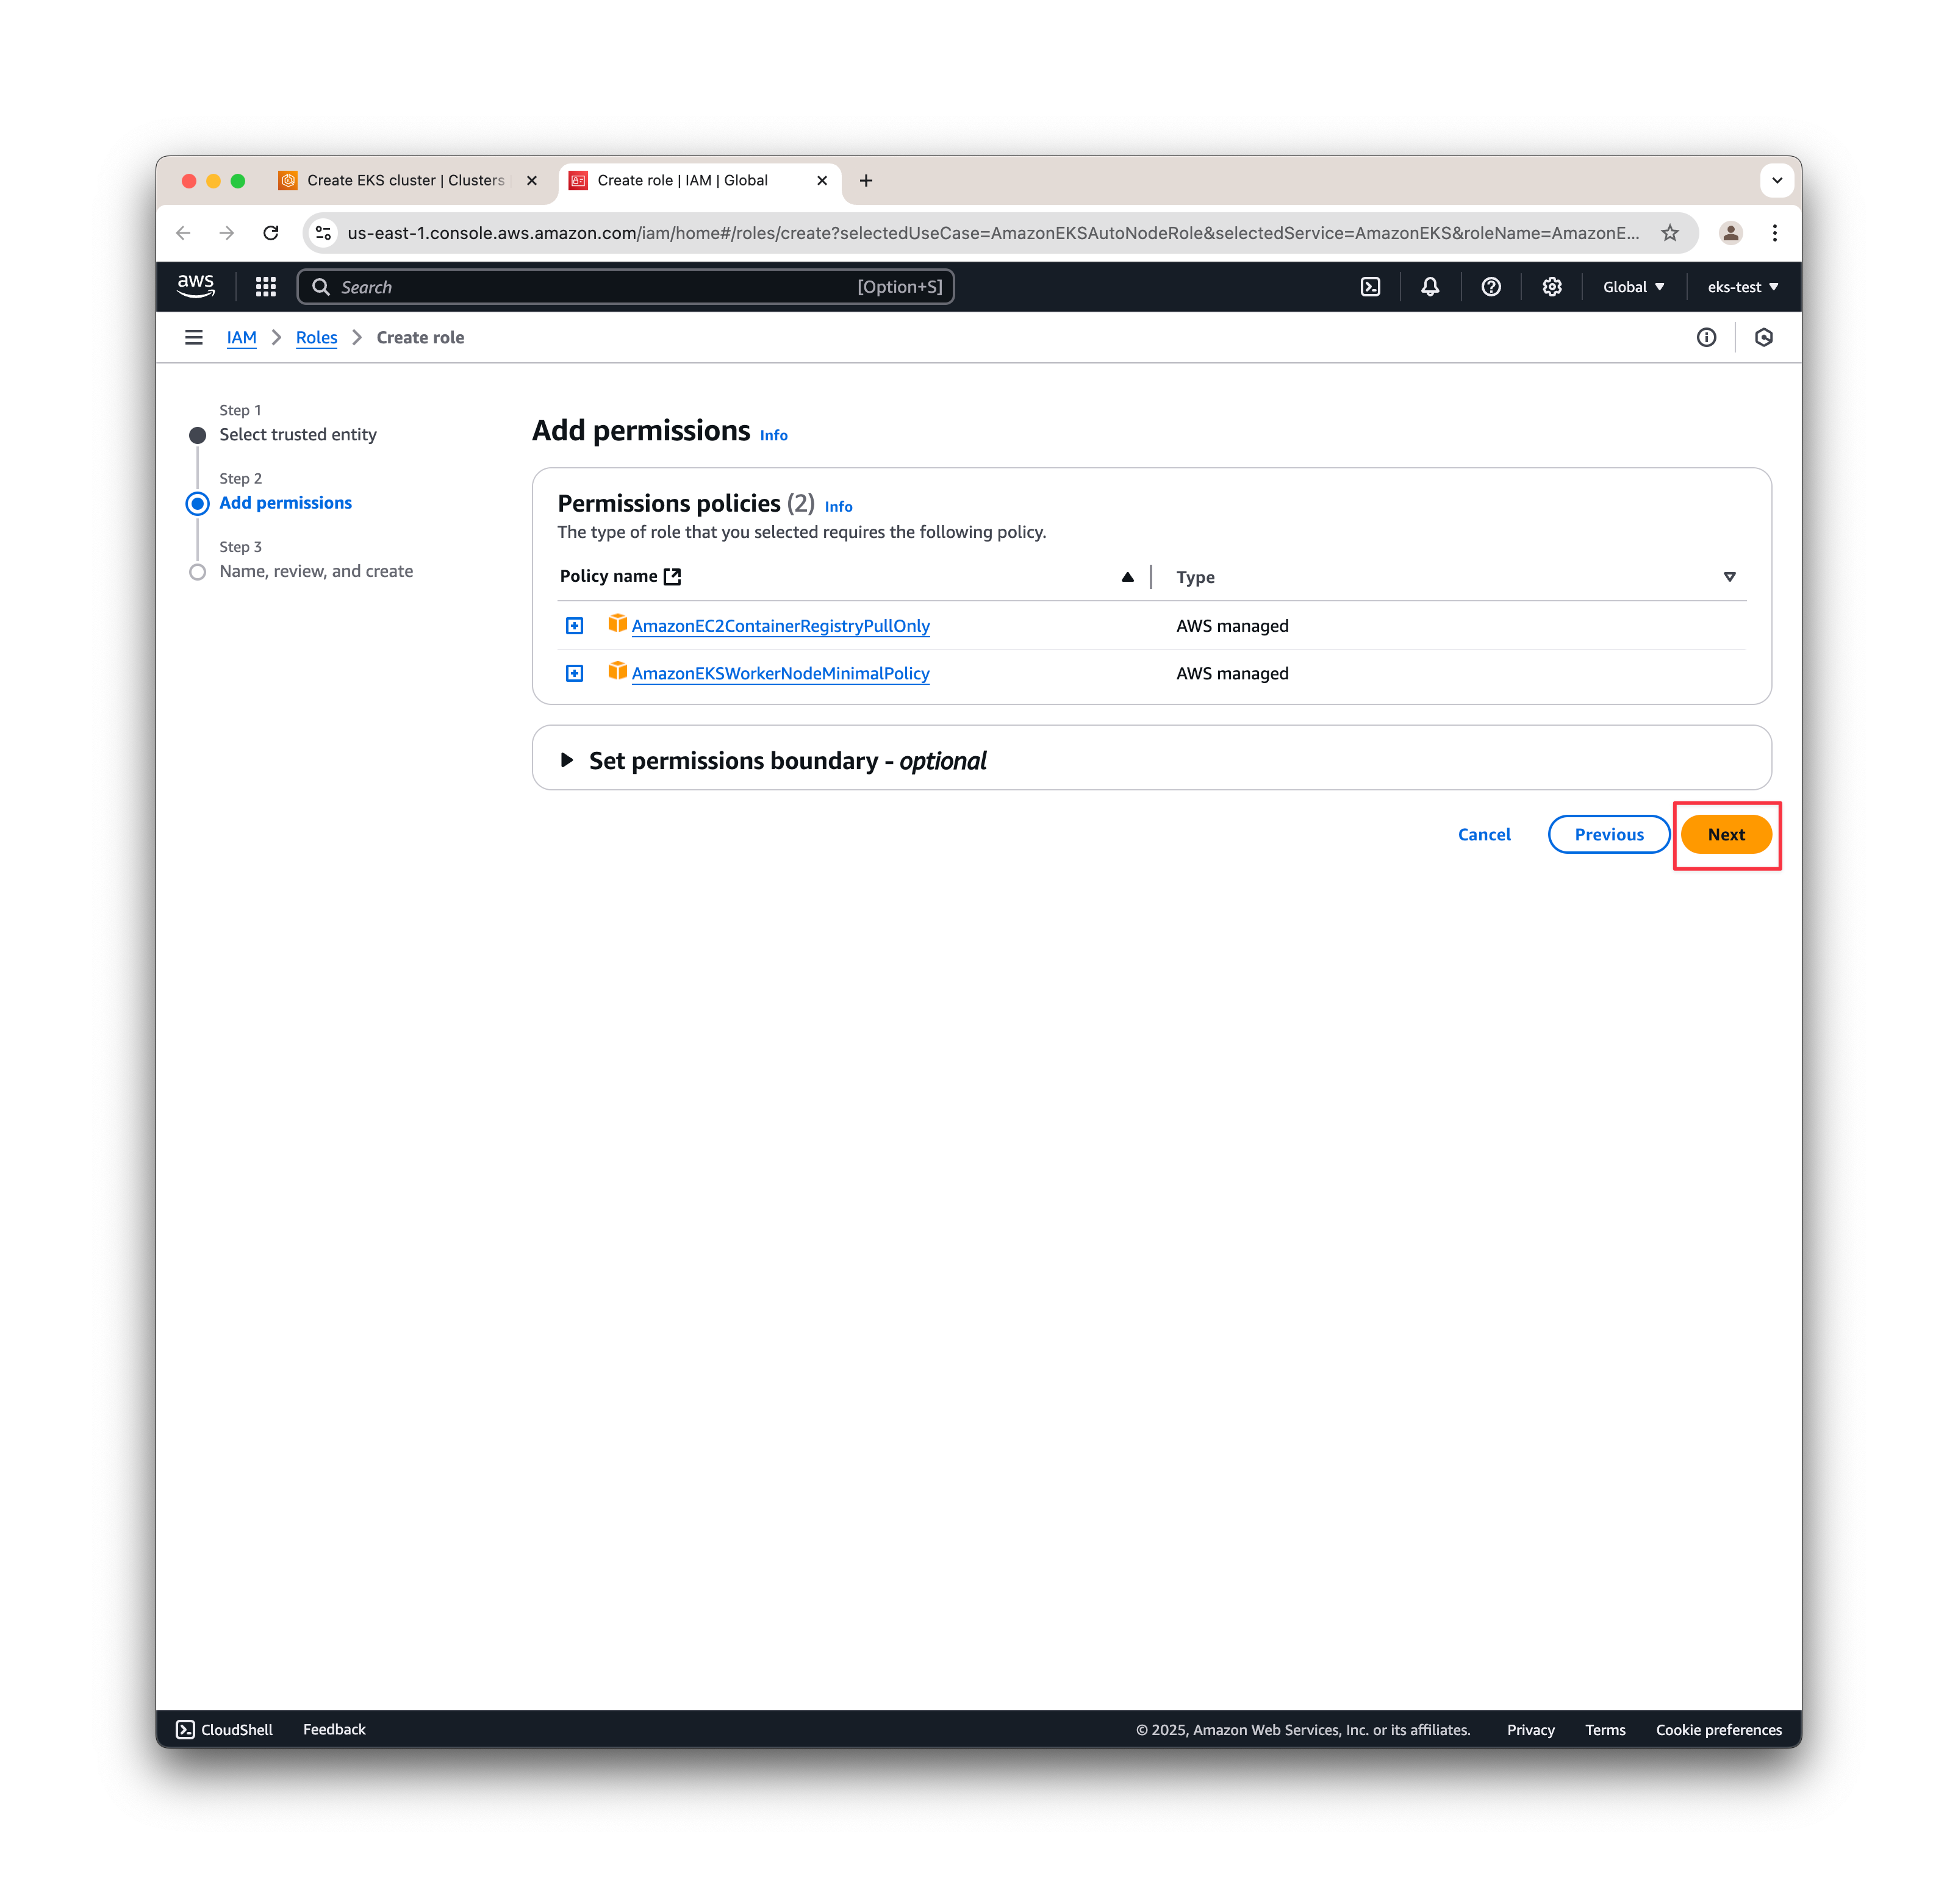 Create EKS cluster | Clusters
Create role | IAM | Global
us-east-1.console.aws.amazon.com/iam/home#/roles/create?selectedUseCase=AmazonEKSAutoNodeRole&selectedService=AmazonEKS&roleName=AmazonE...
aws
Search
[Option+S]
Global
eks-test
IAM > Roles > Create role
Step 1
Select trusted entity
Step 2
Add permissions
Step 3
Name, review, and create
Add permissions Info
Permissions policies (2) Info
The type of role that you selected requires the following policy.
Policy name
Type
AmazonEC2ContainerRegistryPullOnly
AWS managed
AmazonEKSWorkerNodeMinimalPolicy
AWS managed
Set permissions boundary - optional
Cancel
Previous
Next
CloudShell
Feedback
© 2025, Amazon Web Services, Inc. or its affiliates.
Privacy
Terms
Cookie preferences